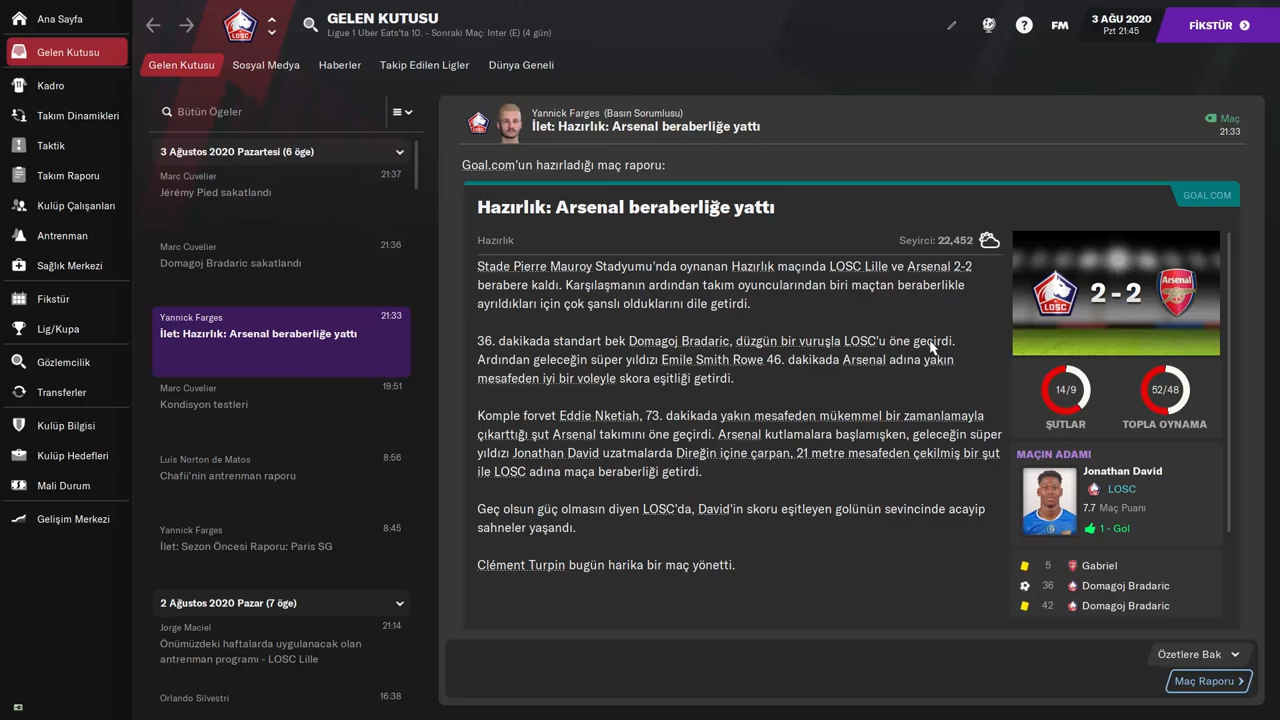 Ana Sayfa
Gelen Kutusu
Kadro
Takım Dinamikleri
Taktik
Takım Raporu
Kulüp Çalışanları
Antrenman
Sağlık Merkezi
Fikstür
Lig/Kupa
Gözlemcilik
Transferler
Kulüp Bilgisi
Kulüp Hedefleri
Mali Durum
Gelişim Merkezi
LOSC
GELEN KUTUSU
Ligue 1 Uber Eats'ta 10. - Sonraki Maç: Inter (E) (4 gün)
FM
3 AĞU 2020
Pzt 21:45
FİKSTÜR
Gelen Kutusu
Sosyal Medya
Haberler
Takip Edilen Ligler
Dünya Geneli
Bütün Ögeler
3 Ağustos 2020 Pazartesi (6 öge)
Marc Cuvelier 21:37
Jérémy Pied sakatlandı
Marc Cuvelier 21:36
Domagoj Bradaric sakatlandı
Yannick Farges 21:33
İlet: Hazırlık: Arsenal beraberliğe yattı
Marc Cuvelier 19:51
Kondisyon testleri
Luís Norton de Matos 8:56
Chafii'nin antrenman raporu
Yannick Farges 8:45
İlet: Sezon Öncesi Raporu: Paris SG
2 Ağustos 2020 Pazar (7 öge)
Jorge Maciel 21:14
Önümüzdeki haftalarda uygulanacak olan
antrenman programı - LOSC Lille
Orlando Silvestri 16:38
Yannick Farges (Basın Sorumlusu)
İlet: Hazırlık: Arsenal beraberliğe yattı
Maç
21:33
Goal.com'un hazırladığı maç raporu:
GOAL.COM
Hazırlık: Arsenal beraberliğe yattı
Hazırlık
Seyirci: 22,452
Stade Pierre Mauroy Stadyumu'nda oynanan Hazırlık maçında LOSC Lille ve Arsenal 2-2
berabere kaldı. Karşılaşmanın ardından takım oyuncularından biri maçtan beraberlikle
ayrıldıkları için çok şanslı olduklarını dile getirdi.
36. dakikada standart bek Domagoj Bradaric, düzgün bir vuruşla LOSC'u öne geçirdi.
Ardından geleceğin süper yıldızı Emile Smith Rowe 46. dakikada Arsenal adına yakın
mesafeden iyi bir voleyle skora eşitliği getirdi.
Komple forvet Eddie Nketiah, 73. dakikada yakın mesafeden mükemmel bir zamanlamayla
çıkarttığı şut Arsenal takımını öne geçirdi. Arsenal kutlamalara başlamışken, geleceğin süper
yıldızı Jonathan David uzatmalarda Direğin içine çarpan, 21 metre mesafeden çekilmiş bir şut
ile LOSC adına maça beraberliği getirdi.
Geç olsun güç olmasın diyen LOSC'da, David'in skoru eşitleyen golünün sevincinde acayip
sahneler yaşandı.
Clément Turpin bugün harika bir maç yönetti.
LOSC
2 - 2
Arsenal
14/9
ŞUTLAR
52/48
TOPLA OYNAMA
MAÇIN ADAMI
Jonathan David
LOSC
7.7 Maç Puanı
1 - Gol
5 Gabriel
36 Domagoj Bradaric
42 Domagoj Bradaric
Özetlere Bak
Maç Raporu